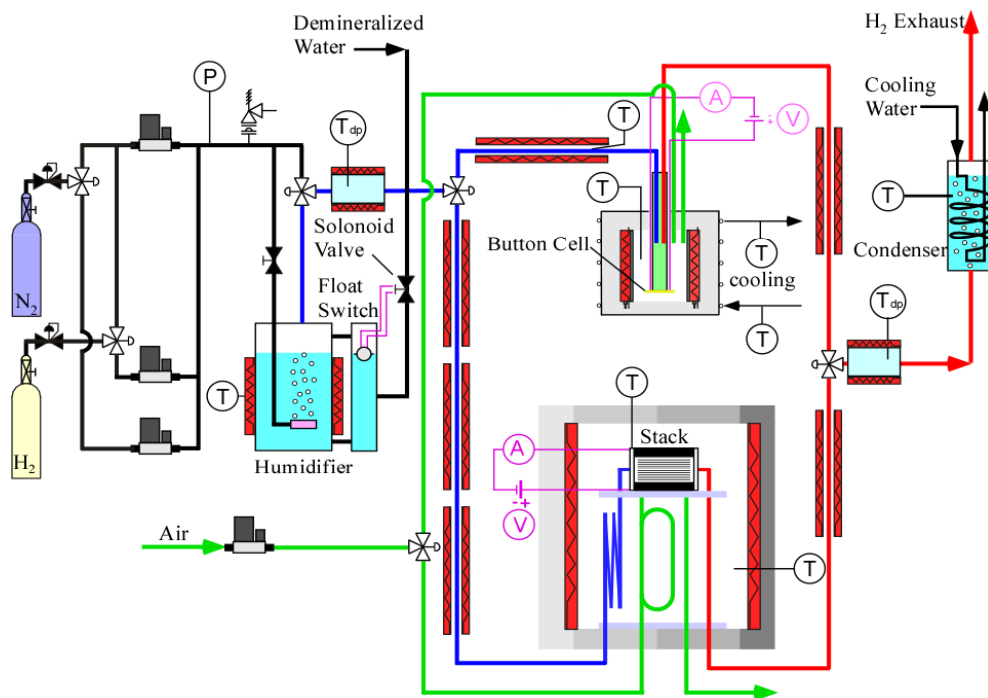 Demineralized
Water
H2 Exhaust
Cooling
Water
P
A
V
T
Tdp
T
T
T
Solonoid
Valve
Button Cell
cooling
T
Condenser
Float
Switch
N2
T
Tdp
T
T
Stack
H2
A
Humidifier
V
Air
T